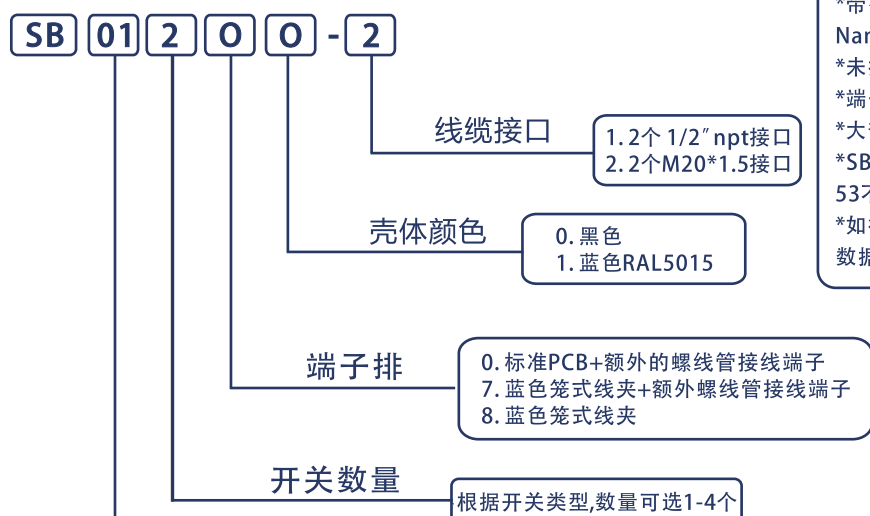 SB 01 2 0 0 - 2
*带
Nar
*未
*端
*大
*SB
53不
*如
数据
线缆接口
1. 2个 1/2″ npt接口
2. 2个M20*1.5接口
壳体颜色
0. 黑色
1. 蓝色RAL5015
端子排
0. 标准PCB+额外的螺线管接线端子
7. 蓝色笼式线夹+额外螺线管接线端子
8. 蓝色笼式线夹
开关数量
根据开关类型,数量可选1-4个